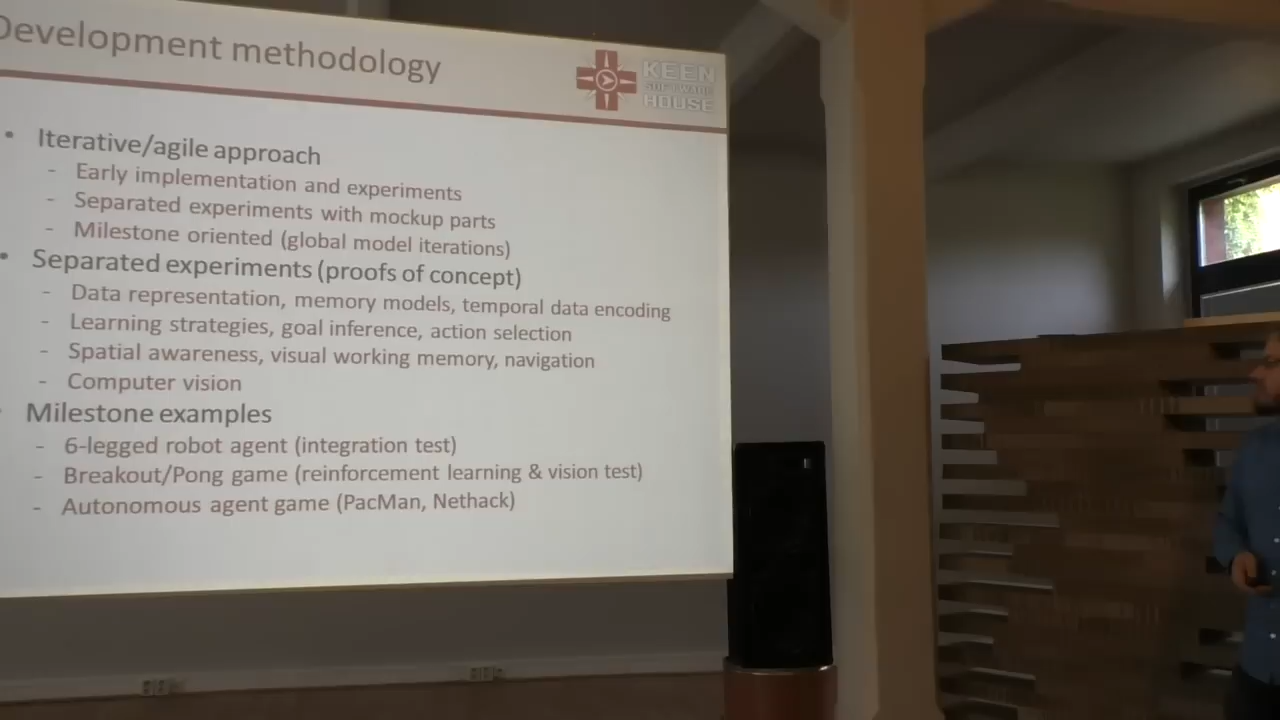 Development methodology
KEEN
SOFTWARE
HOUSE
• Iterative/agile approach
- Early implementation and experiments
- Separated experiments with mockup parts
- Milestone oriented (global model iterations)
• Separated experiments (proofs of concept)
- Data representation, memory models, temporal data encoding
- Learning strategies, goal inference, action selection
- Spatial awareness, visual working memory, navigation
- Computer vision
• Milestone examples
- 6-legged robot agent (integration test)
- Breakout/Pong game (reinforcement learning & vision test)
- Autonomous agent game (PacMan, Nethack)